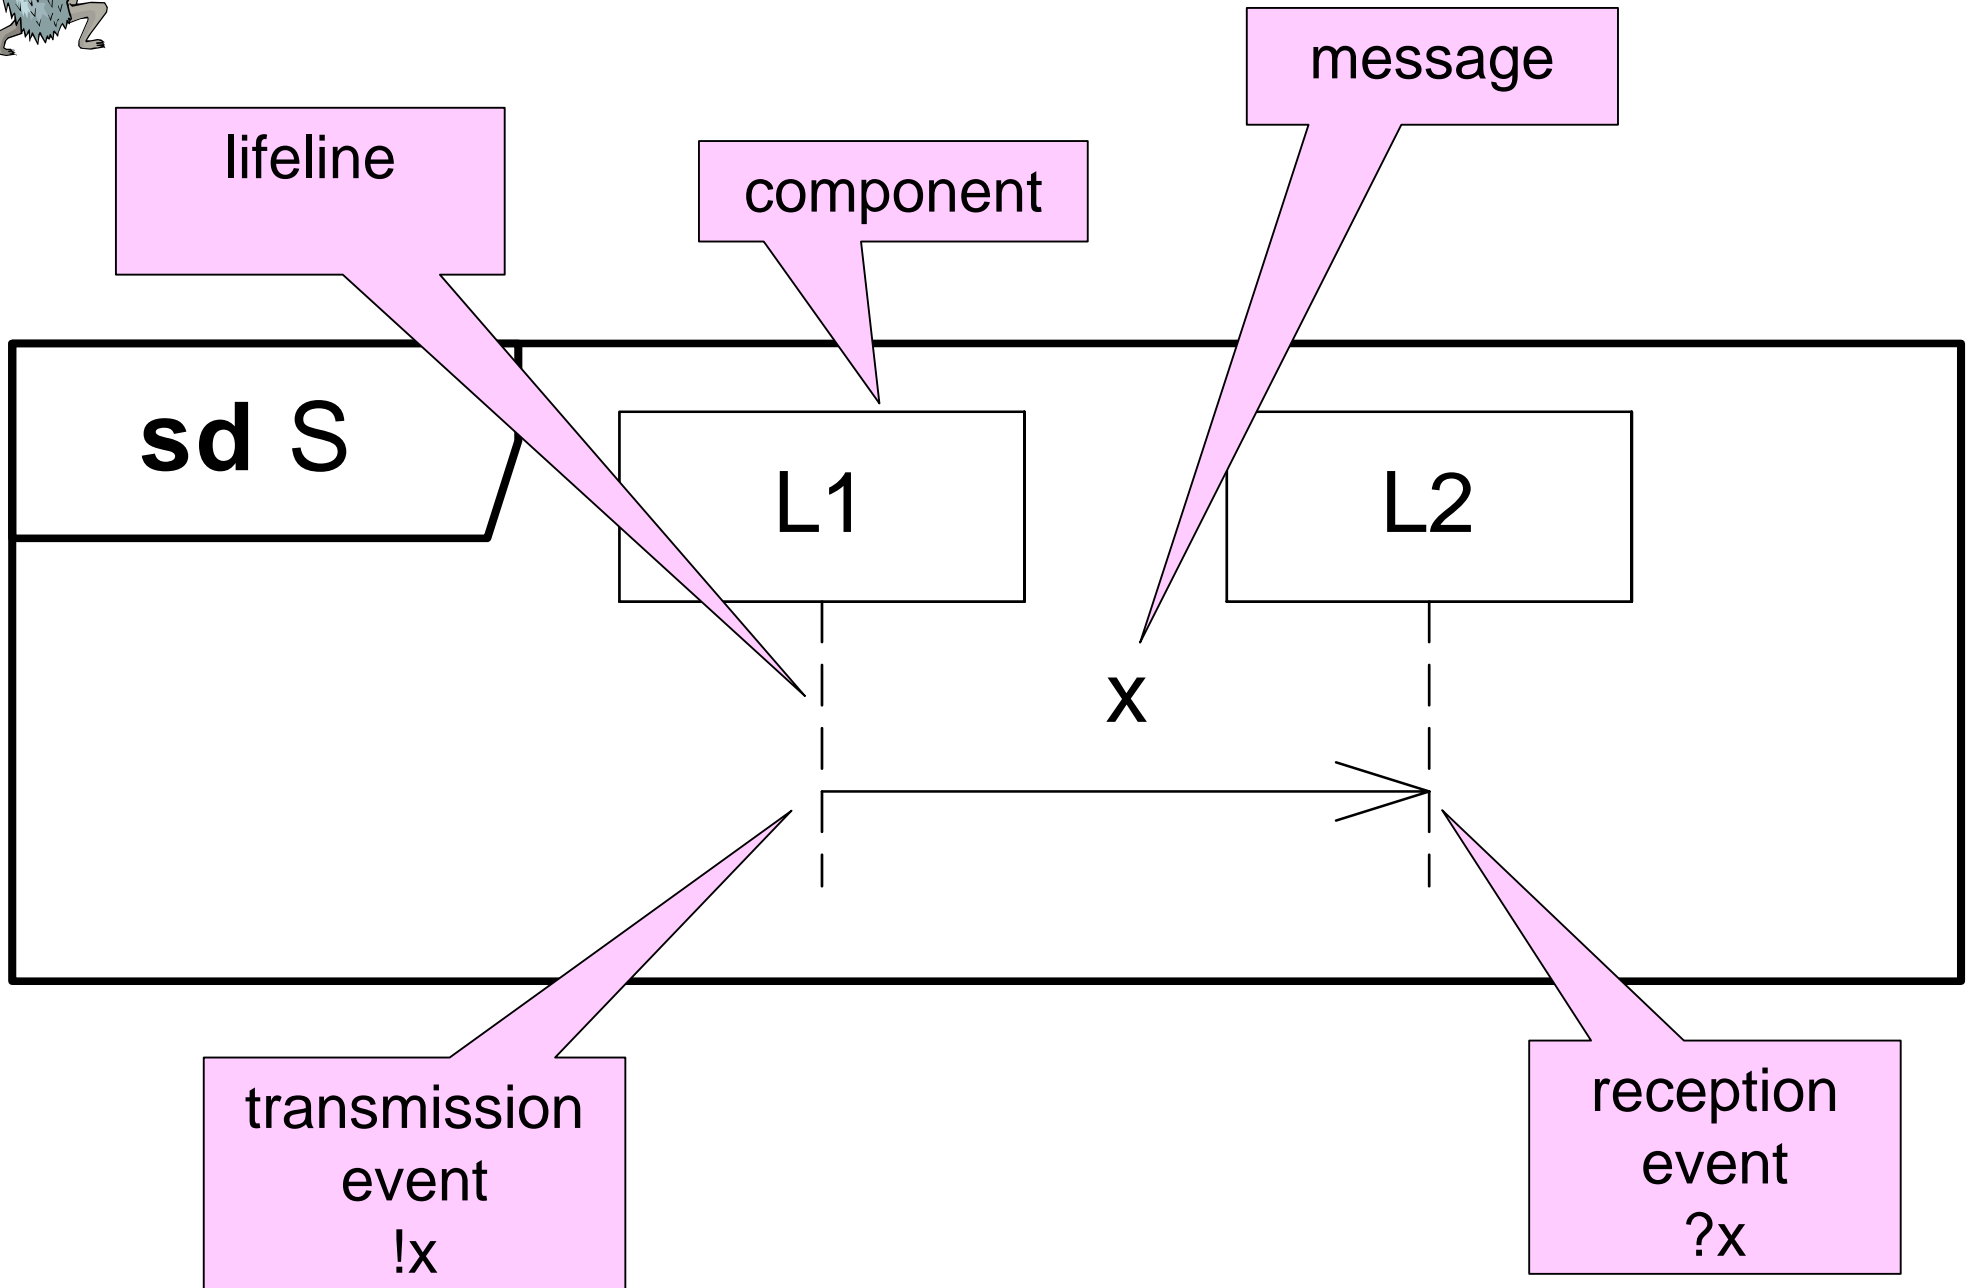 message
lifeline
component
sd S
L1
L2
x
transmission
event
!x
reception
event
?x